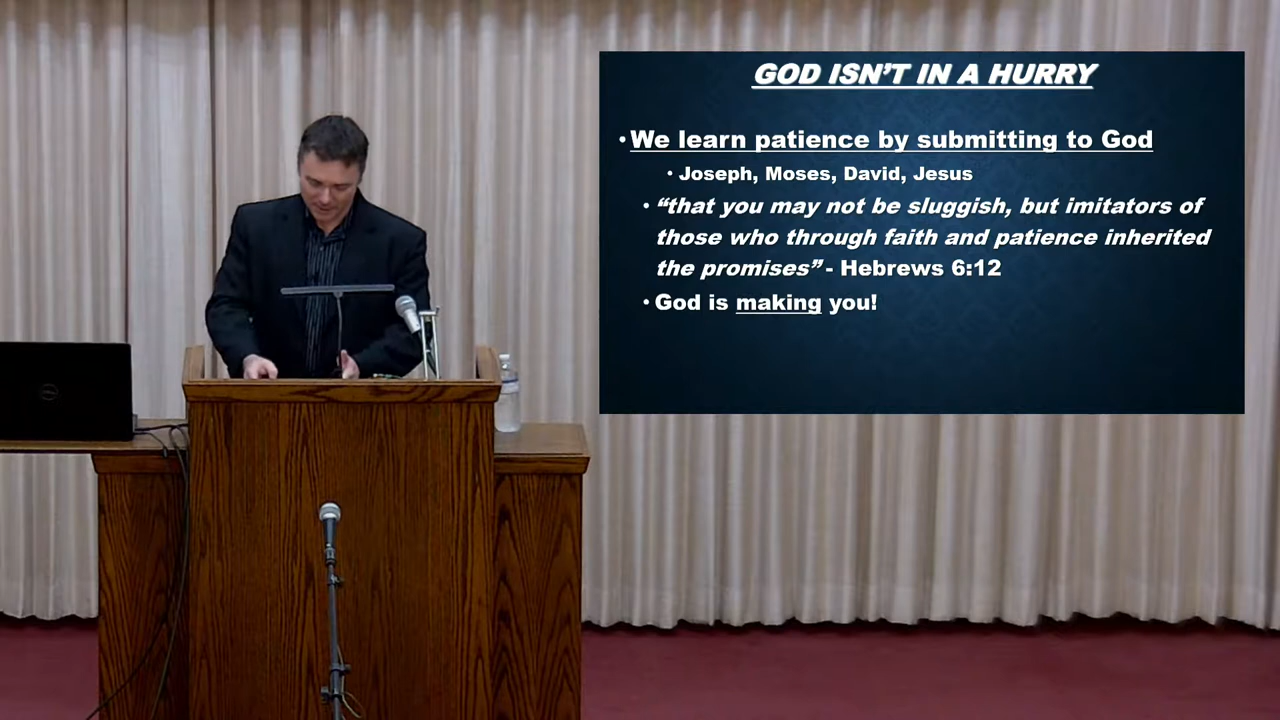 GOD ISN'T IN A HURRY
• We learn patience by submitting to God
• Joseph, Moses, David, Jesus
• “that you may not be sluggish, but imitators of
those who through faith and patience inherited
the promises” - Hebrews 6:12
• God is making you!